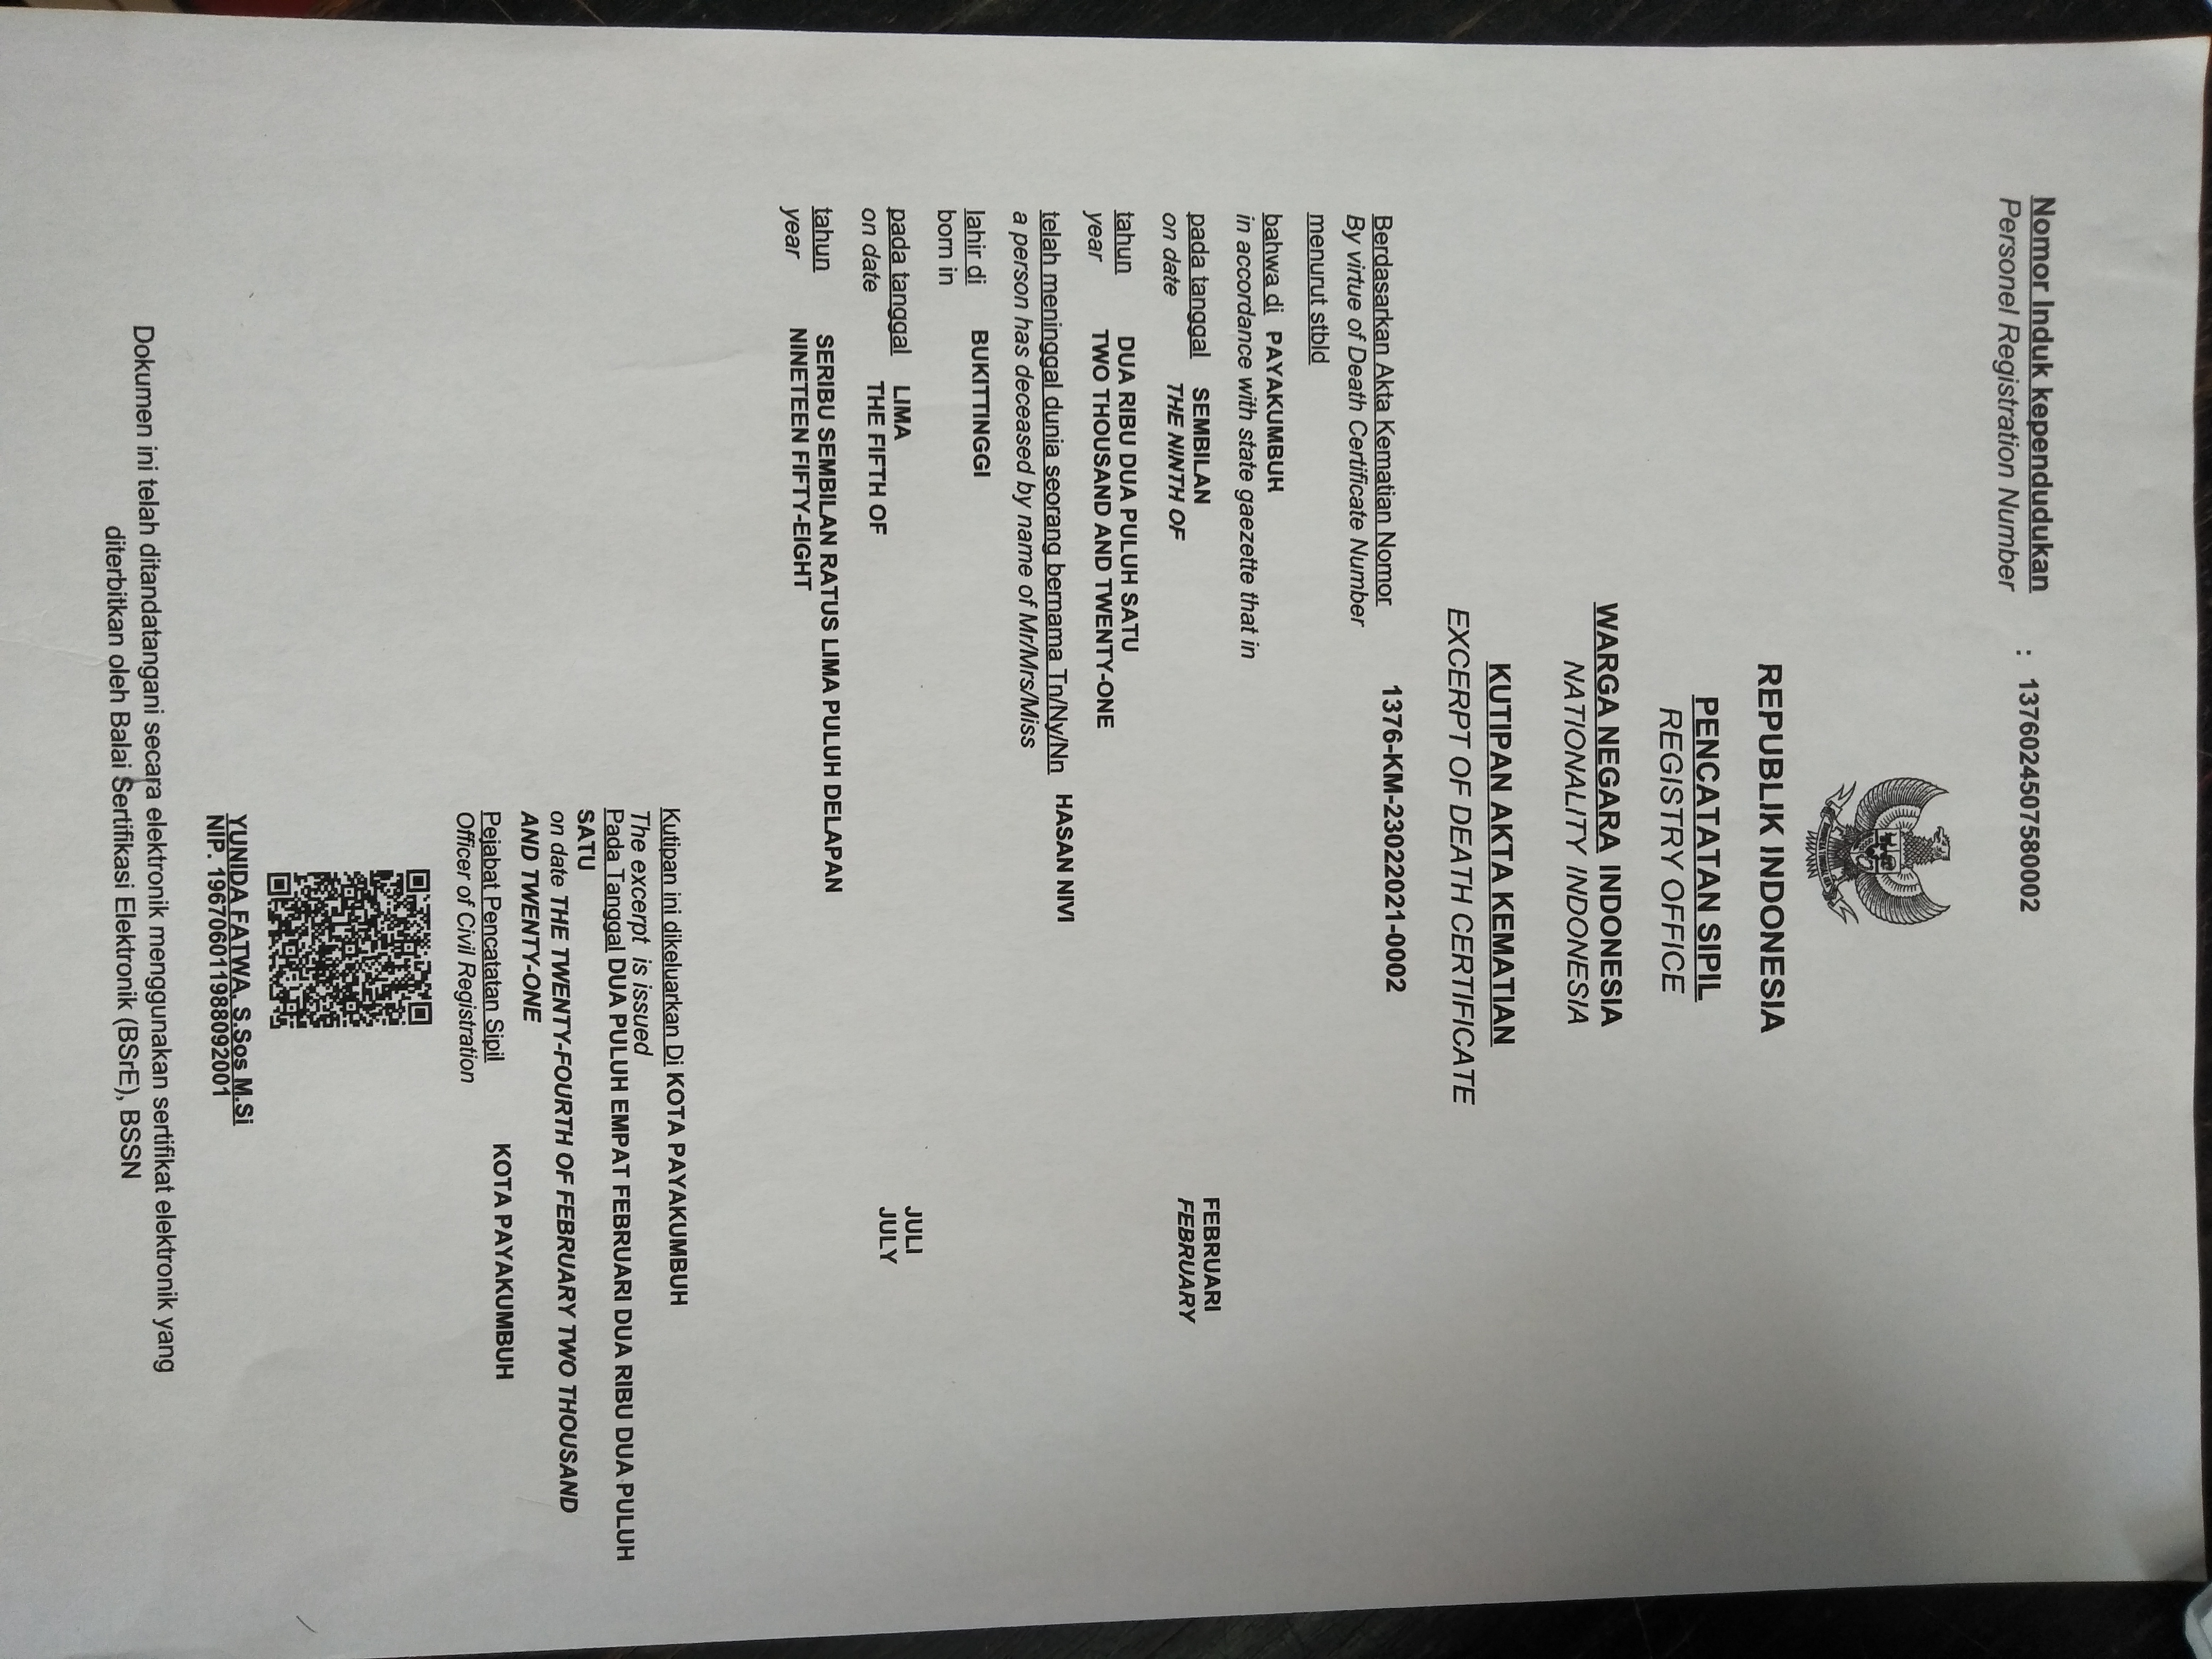 Nomor Induk kependudukan : 1376024507580002
Personel Registration Number
BHINNEKA TUNGGAL IKA
REPUBLIK INDONESIA
PENCATATAN SIPIL
REGISTRY OFFICE
WARGA NEGARA INDONESIA
NATIONALITY INDONESIA
KUTIPAN AKTA KEMATIAN
EXCERPT OF DEATH CERTIFICATE
Berdasarkan Akta Kematian Nomor 1376-KM-23022021-0002
By virtue of Death Certificate Number
menurut stbld
bahwa di PAYAKUMBUH
in accordance with state gaezette that in
pada tanggal SEMBILAN FEBRUARI
on date THE NINTH OF FEBRUARY
tahun DUA RIBU DUA PULUH SATU
year TWO THOUSAND AND TWENTY-ONE
telah meninggal dunia seorang bernama Tn/Ny/Nn HASAN NIVI
a person has deceased by name of Mr/Mrs/Miss
lahir di BUKITTINGGI
born in
pada tanggal LIMA JULI
on date THE FIFTH OF JULY
tahun SERIBU SEMBILAN RATUS LIMA PULUH DELAPAN
year NINETEEN FIFTY-EIGHT
Kutipan ini dikeluarkan Di KOTA PAYAKUMBUH
The excerpt is issued
Pada Tanggal DUA PULUH EMPAT FEBRUARI DUA RIBU DUA PULUH
SATU
on date THE TWENTY-FOURTH OF FEBRUARY TWO THOUSAND
AND TWENTY-ONE
Pejabat Pencatatan Sipil KOTA PAYAKUMBUH
Officer of Civil Registration
YUNIDA FATWA, S.Sos M.Si
NIP. 196706011988092001
Dokumen ini telah ditandatangani secara elektronik menggunakan sertifikat elektronik yang
diterbitkan oleh Balai Sertifikasi Elektronik (BSrE), BSSN